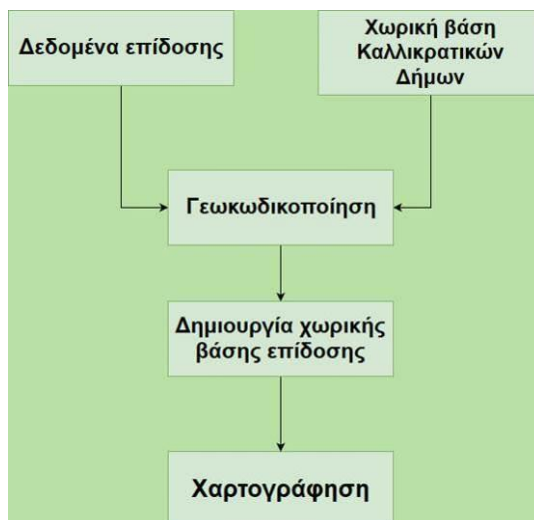 Δεδομένα επίδοσης
Χωρική βάση
Καλλικρατικών
Δήμων
Γεωκωδικοποίηση
Δημιουργία χωρικής
βάσης επίδοσης
Χαρτογράφηση